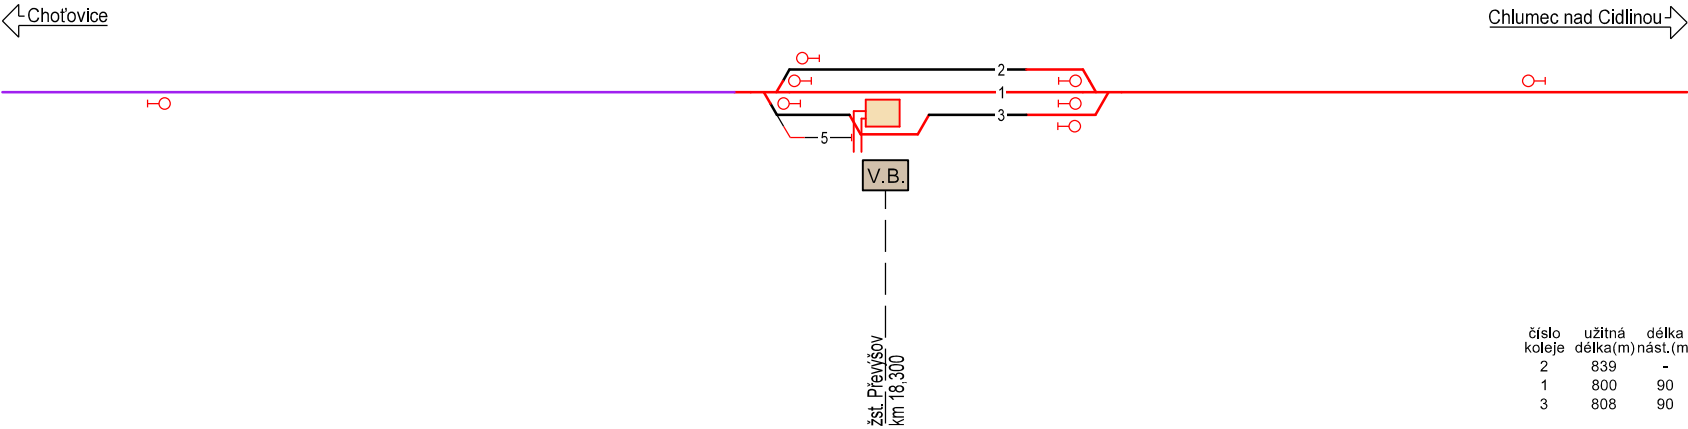 Choťovice
Chlumec nad Cidlinou
2
1
3
5
V.B.
žst. Převýšov
km 18,300
číslo užitná délka
koleje délka(m) nást.(m
2 839 -
1 800 90
3 808 90